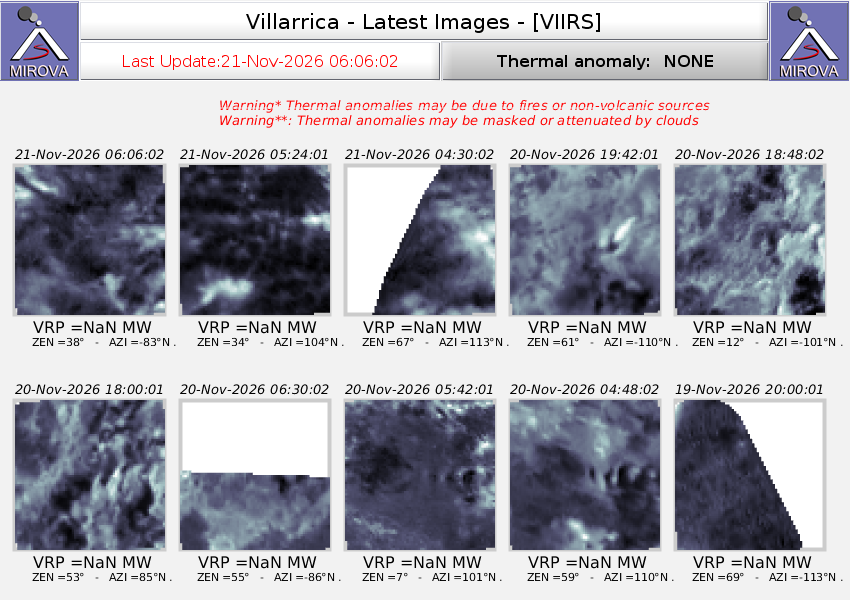 Villarrica - Latest Images - [VIIRS]
MIROVA
Last Update:21-Nov-2026 06:06:02
Thermal anomaly: NONE
MIROVA
Warning* Thermal anomalies may be due to fires or non-volcanic sources
Warning**: Thermal anomalies may be masked or attenuated by clouds
21-Nov-2026 06:06:02
21-Nov-2026 05:24:01
21-Nov-2026 04:30:02
20-Nov-2026 19:42:01
20-Nov-2026 18:48:02
VRP =NaN MW
VRP =NaN MW
VRP =NaN MW
VRP =NaN MW
VRP =NaN MW
ZEN =38° - AZI =-83°N .
ZEN =34° - AZI =104°N .
ZEN =67° - AZI =113°N .
ZEN =61° - AZI =-110°N .
ZEN =12° - AZI =-101°N .
20-Nov-2026 18:00:01
20-Nov-2026 06:30:02
20-Nov-2026 05:42:01
20-Nov-2026 04:48:02
19-Nov-2026 20:00:01
VRP =NaN MW
VRP =NaN MW
VRP =NaN MW
VRP =NaN MW
VRP =NaN MW
ZEN =53° - AZI =85°N .
ZEN =55° - AZI =-86°N .
ZEN =7° - AZI =101°N .
ZEN =59° - AZI =110°N .
ZEN =69° - AZI =-113°N .